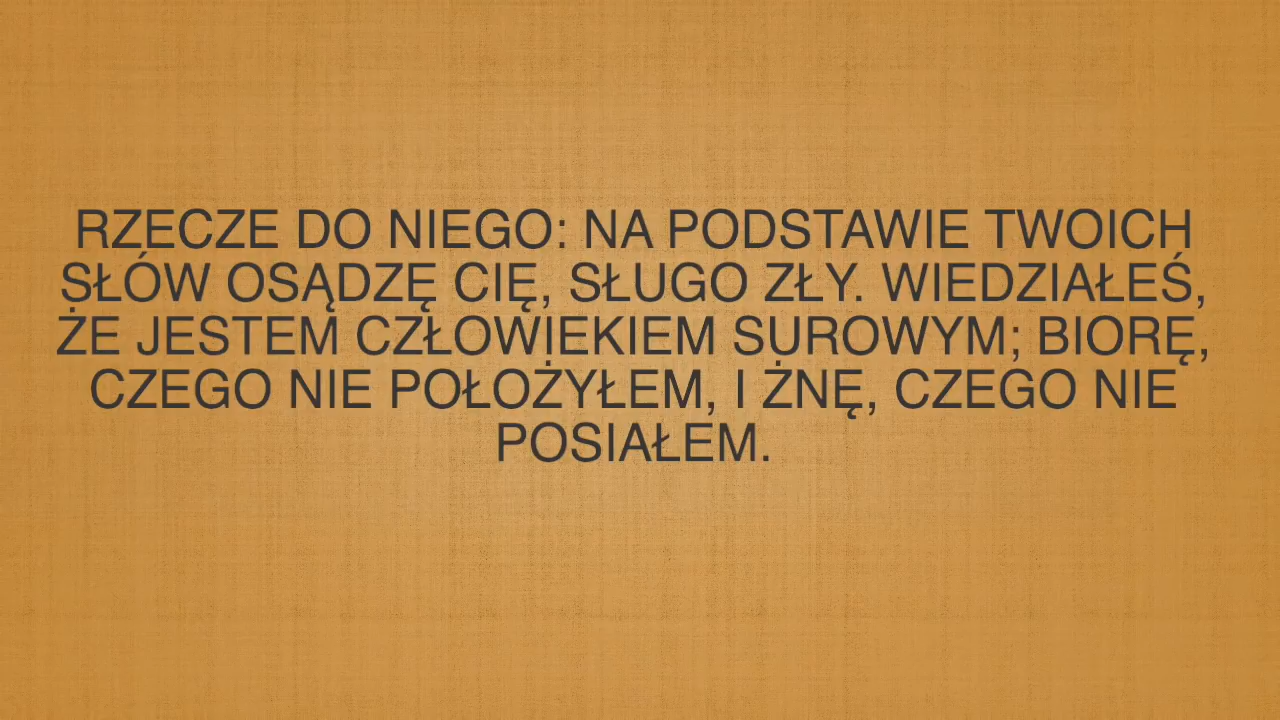 RZECZE DO NIEGO: NA PODSTAWIE TWOICH
SŁÓW OSĄDZĘ CIĘ, SŁUGO ZŁY. WIEDZIAŁEŚ,
ŻE JESTEM CZŁOWIEKIEM SUROWYM; BIORĘ,
CZEGO NIE POŁOŻYŁEM, I ŻNĘ, CZEGO NIE
POSIAŁEM.